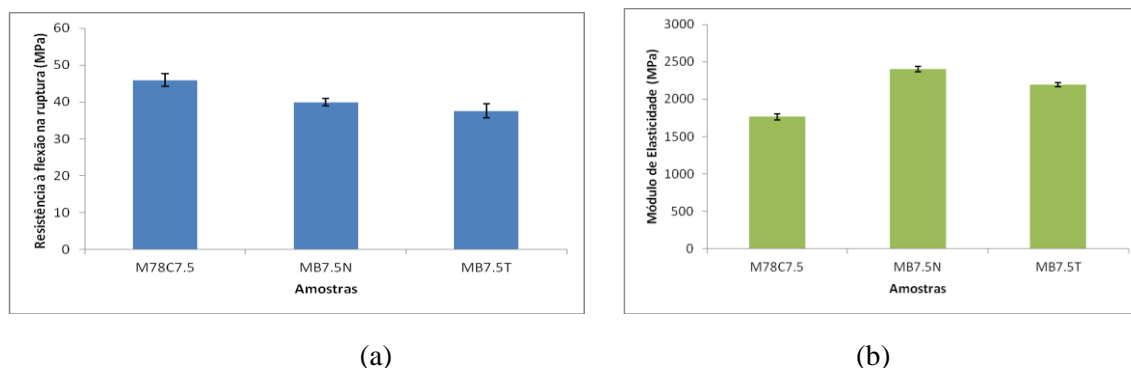 Resistência à flexão na ruptura (MPa)
60
50
40
30
20
10
0
M78C7.5 MB7.5N MB7.5T
Amostras
(a)
Módulo de Elasticidade (MPa)
3000
2500
2000
1500
1000
500
0
M78C7.5 MB7.5N MB7.5T
Amostras
(b)